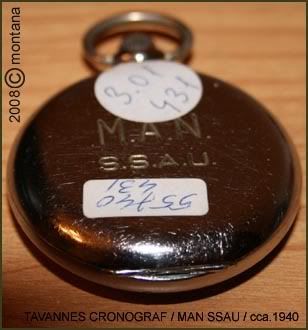 2008 © montana
3.01
431
M.A.N.
S.S.A.U.
431
TAVANNES CRONOGRAF / MAN SSAU / cca.1940